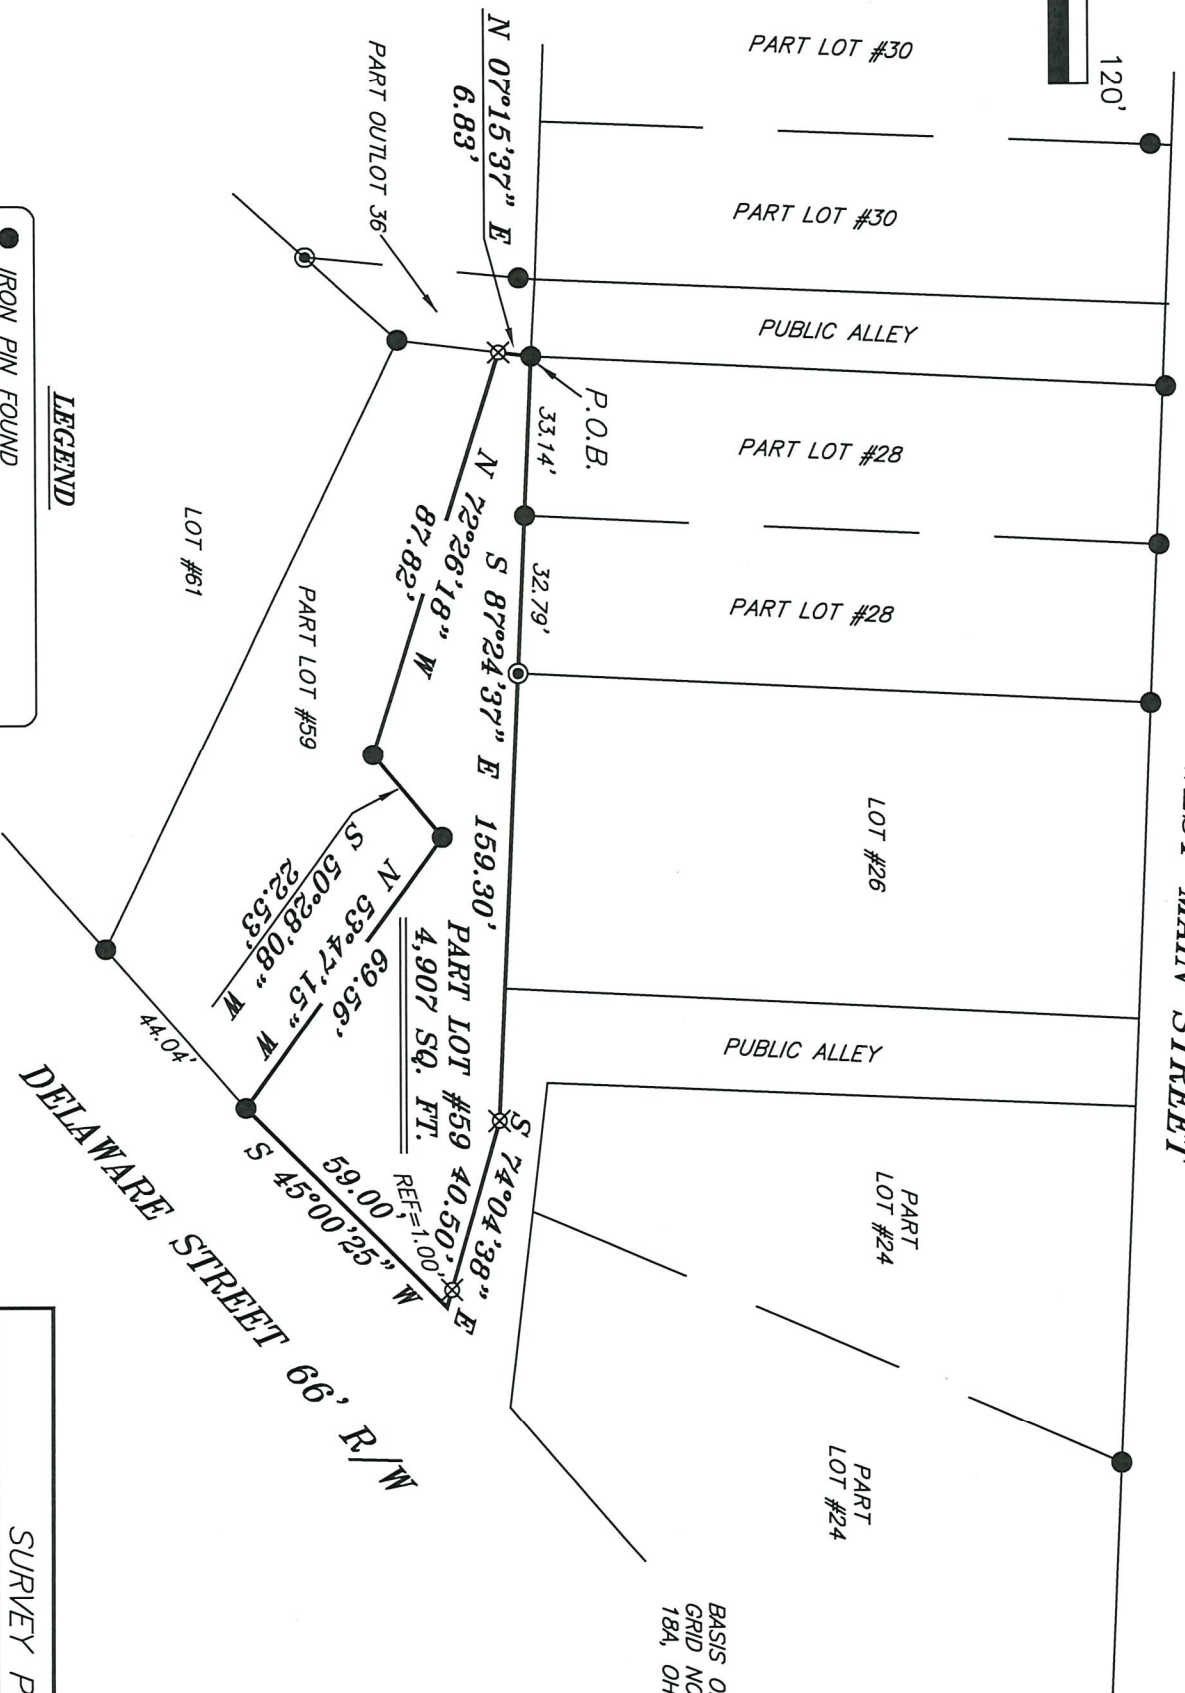 120'
PART LOT #30
PART LOT #30
PUBLIC ALLEY
PART LOT #28
PART LOT #28
LOT #26
PUBLIC ALLEY
PART
LOT #24
PART
LOT #24
MAIN STREET
N 07°15'37" E
6.83'
PART OUTLOT 36
P.O.B.
33.14'
32.79'
S 87°24'37" E 159.30'
N 72°26'18" W
87.82'
S 50°28'08" W
22.53'
N 53°47'15" W
69.56'
PART LOT #59
4,907 SQ. FT.
S 74°04'38" E
40.50'
REF=1.00'
59.00'
S 45°00'25" W
44.04'
DELAWARE STREET 66' R/W
PART LOT #59
LOT #61
LEGEND
IRON PIN FOUND
BASIS O
GRID NO
18A, OH
SURVEY P